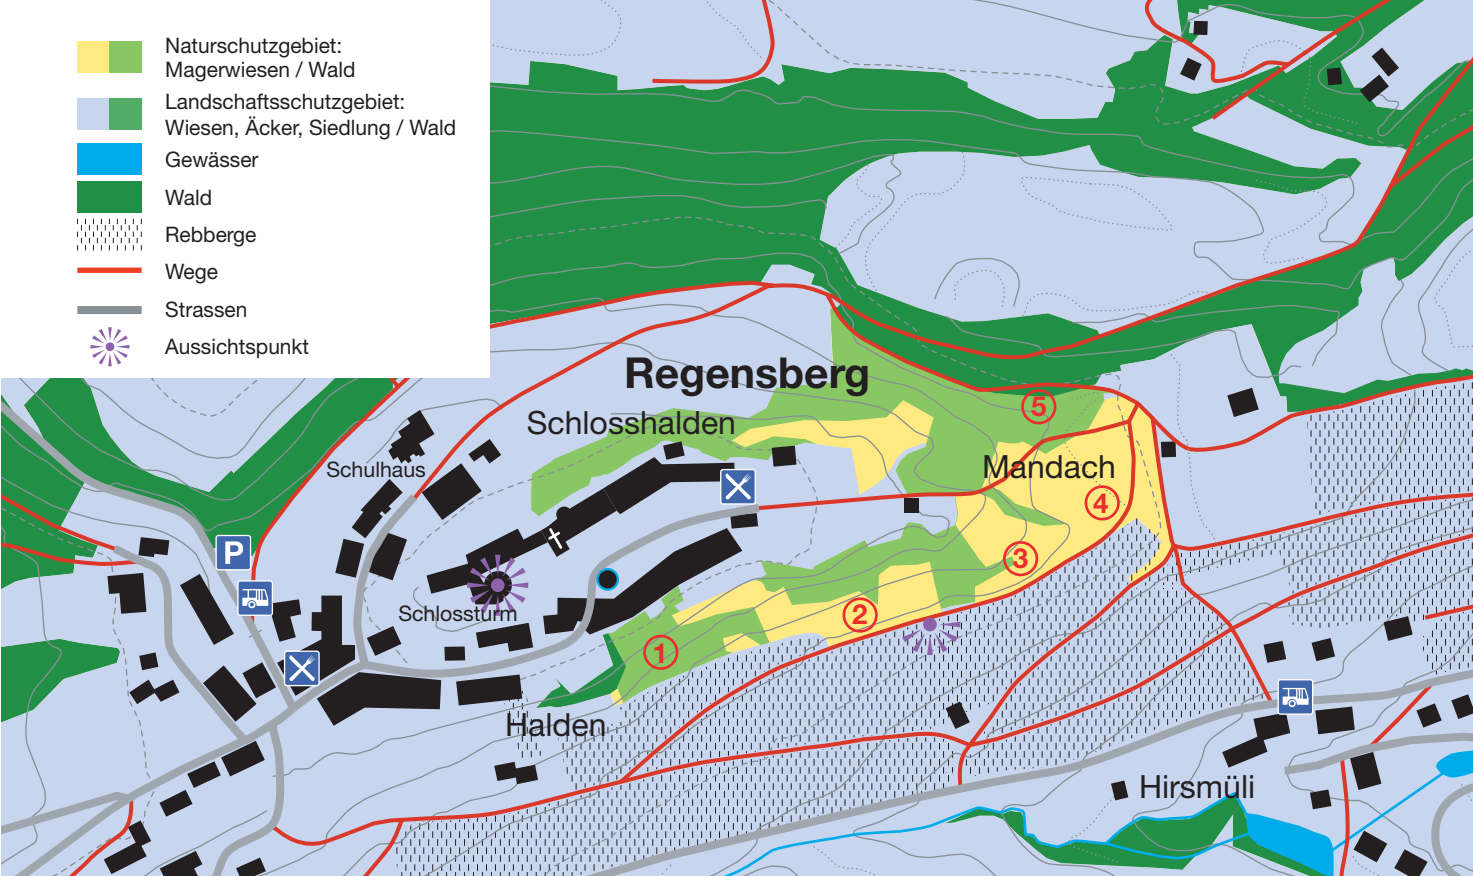 Naturschutzgebiet:
Magerwiesen / Wald
Landschaftsschutzgebiet:
Wiesen, Äcker, Siedlung / Wald
Gewässer
Wald
Rebberge
Wege
Strassen
Aussichtspunkt
Regensberg
Schlosshalden
5
Schulhaus
Mandach
4
P
3
Schlossturm
2
1
Halden
Hirsmüli